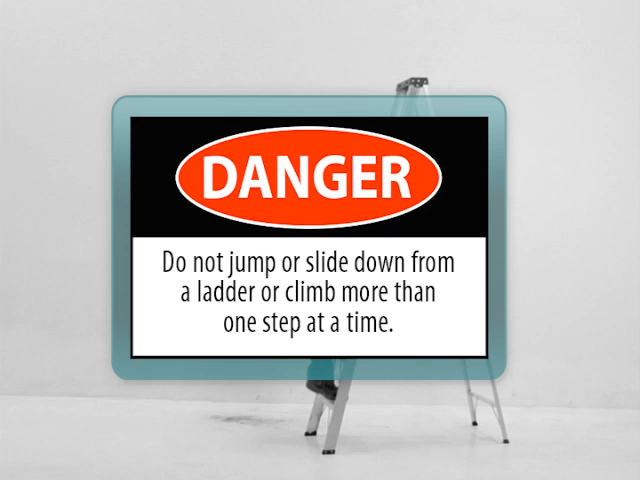 DANGER
Do not jump or slide down from
a ladder or climb more than
one step at a time.